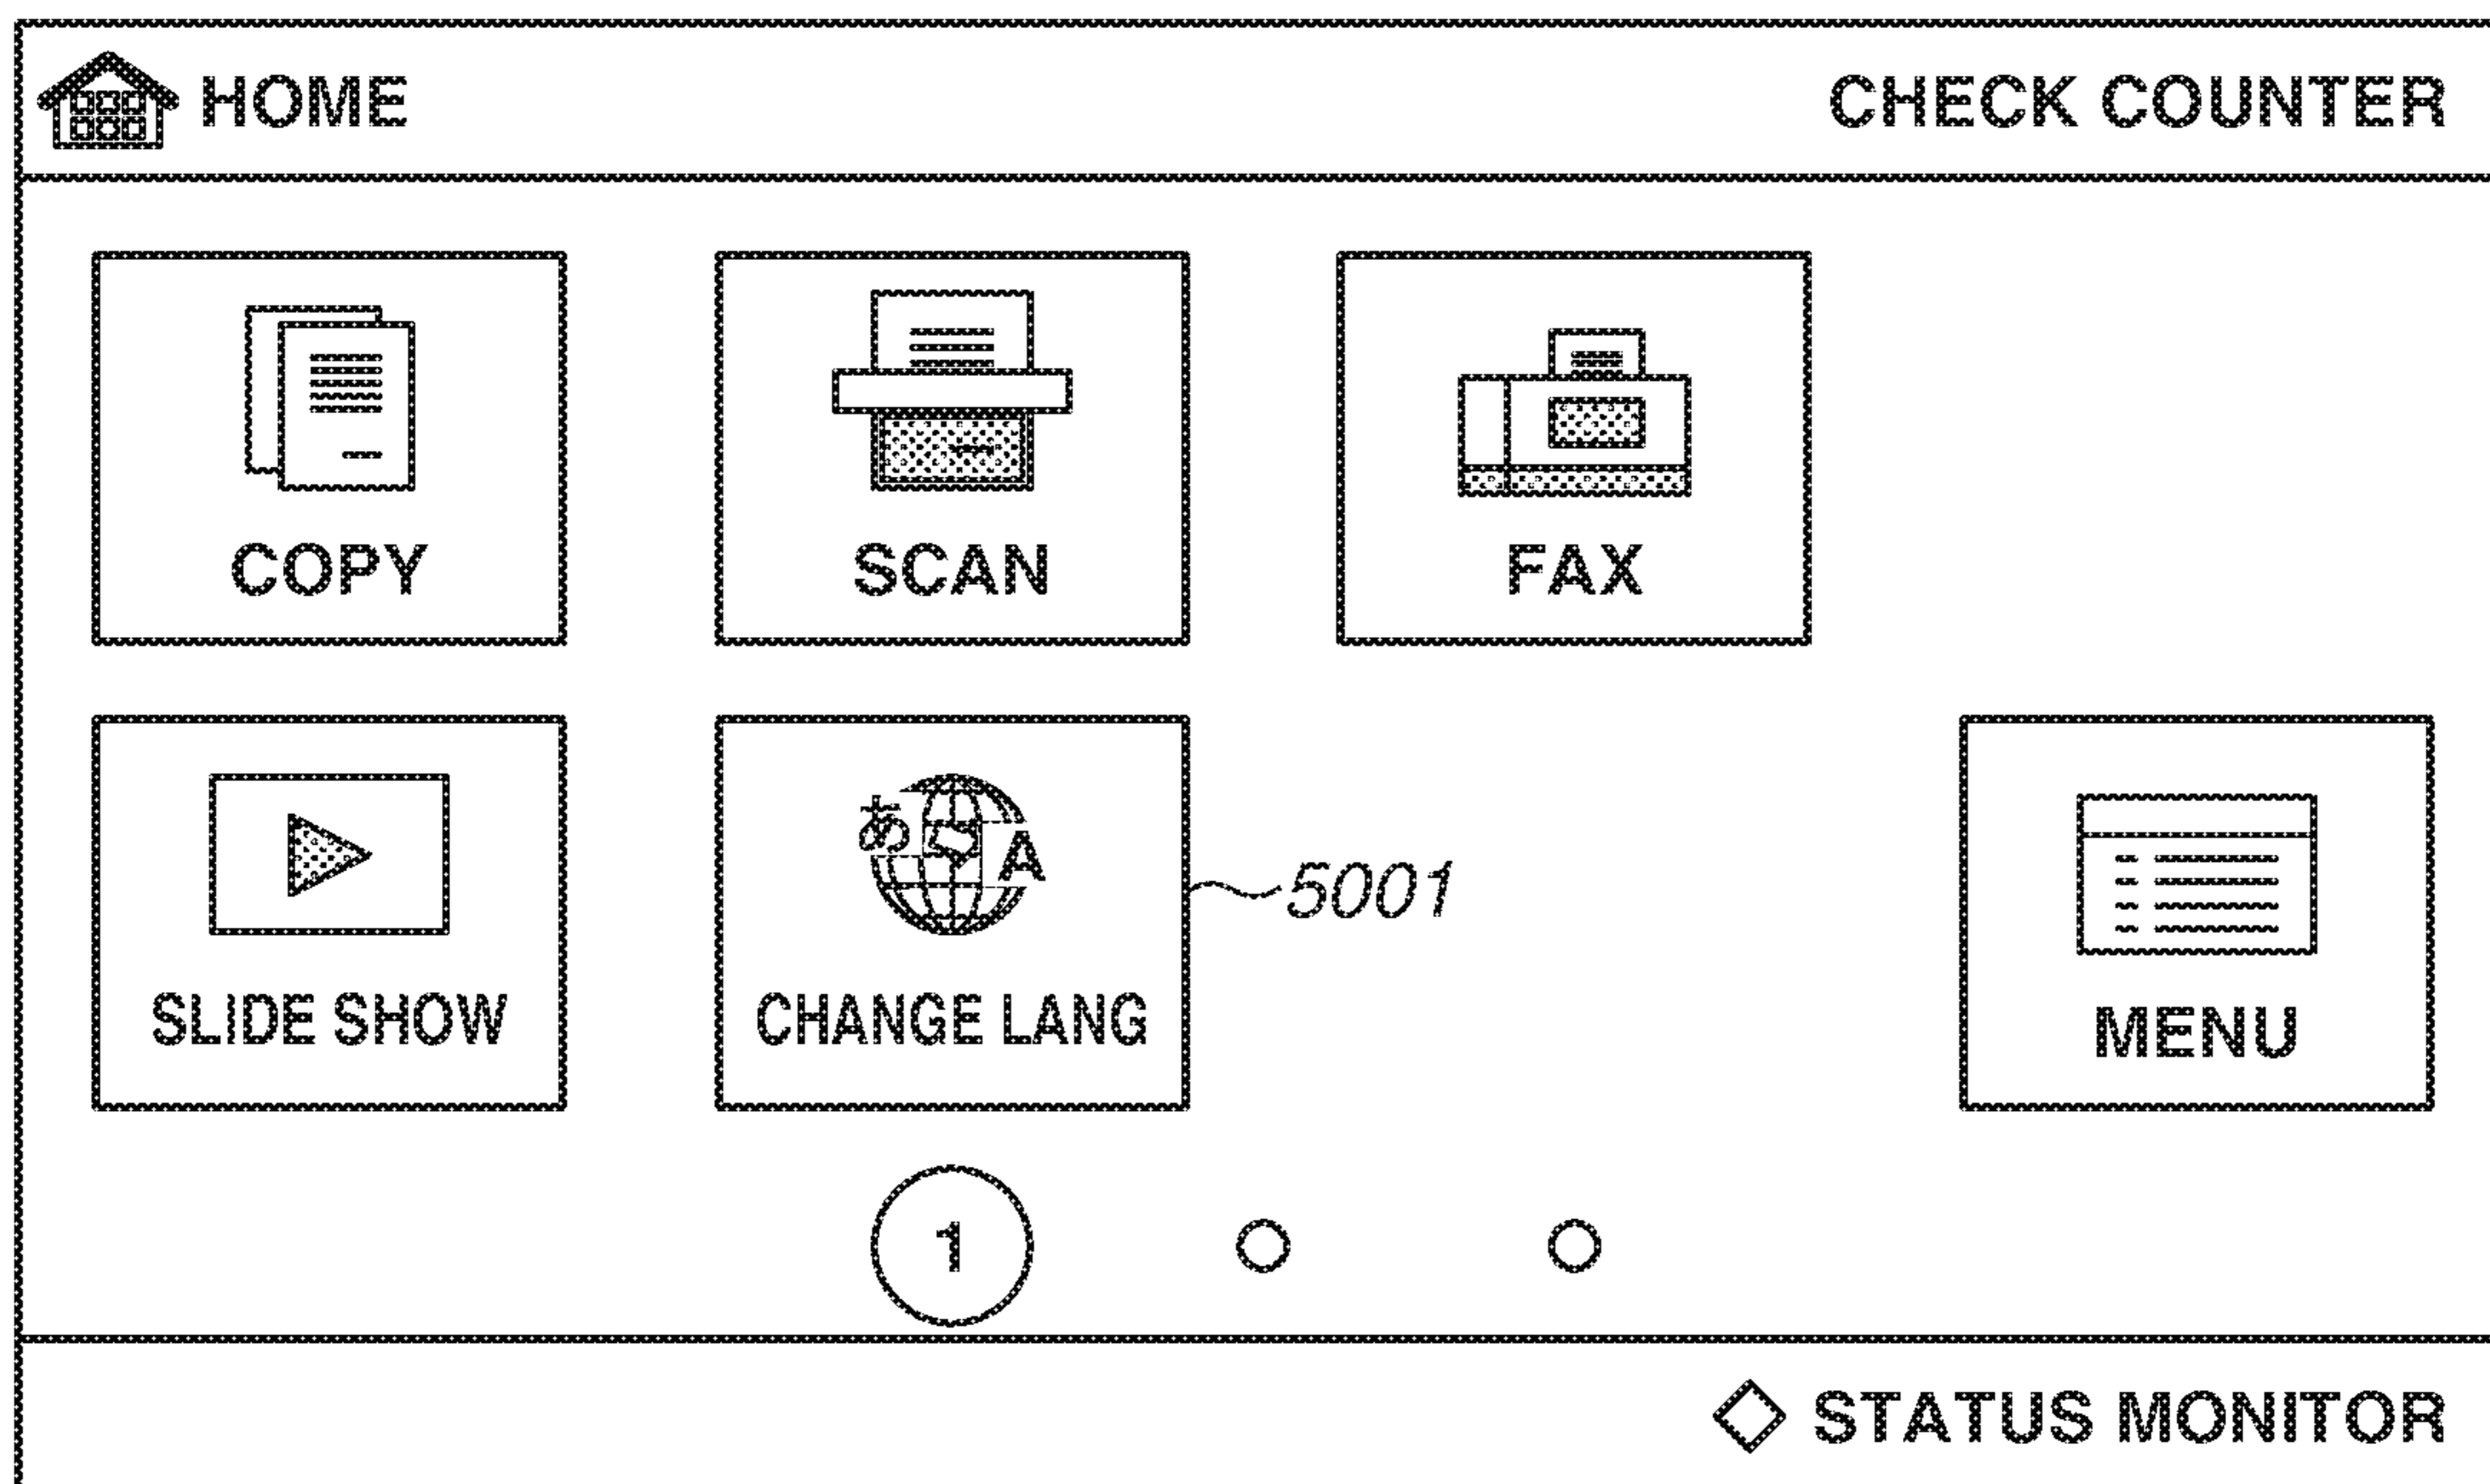 HOME
CHECK COUNTER
COPY
SCAN
FAX
SLIDE SHOW
あ
A
CHANGE LANG
5001
MENU
1
STATUS MONITOR